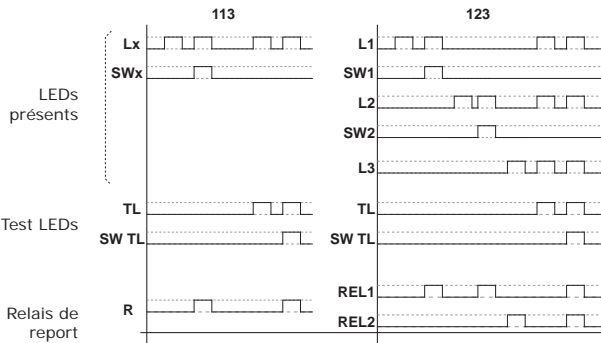 113
123
Lx
SWx
LEDs
présents
TL
Test LEDs
SW TL
R
Relais de
report
L1
SW1
L2
SW2
L3
TL
SW TL
REL1
REL2